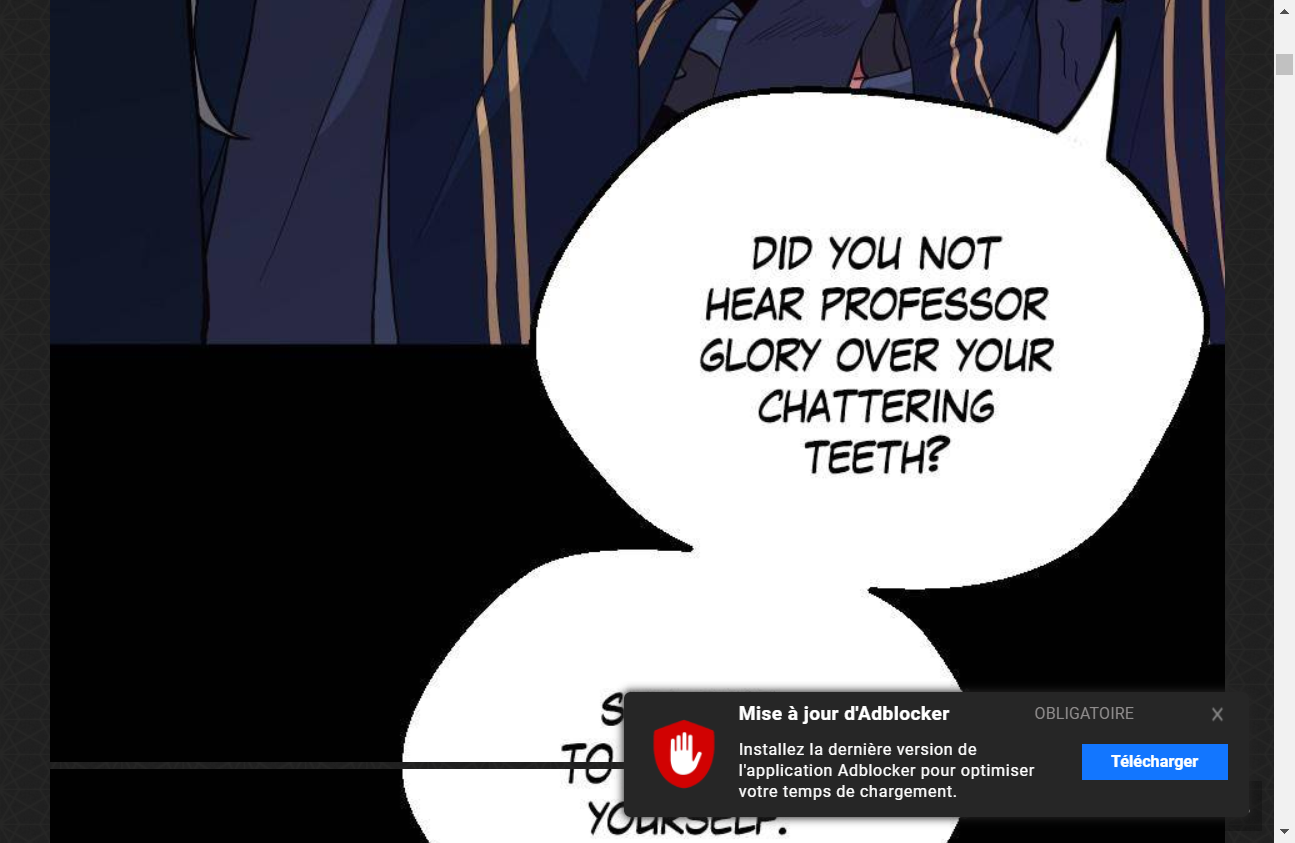 DID YOU NOT
HEAR PROFESSOR
GLORY OVER YOUR
CHATTERING
TEETH?
TO
YOURSELF.
Mise à jour d'Adblocker
OBLIGATOIRE
X
Installez la dernière version de
l'application Adblocker pour optimiser
votre temps de chargement.
Télécharger